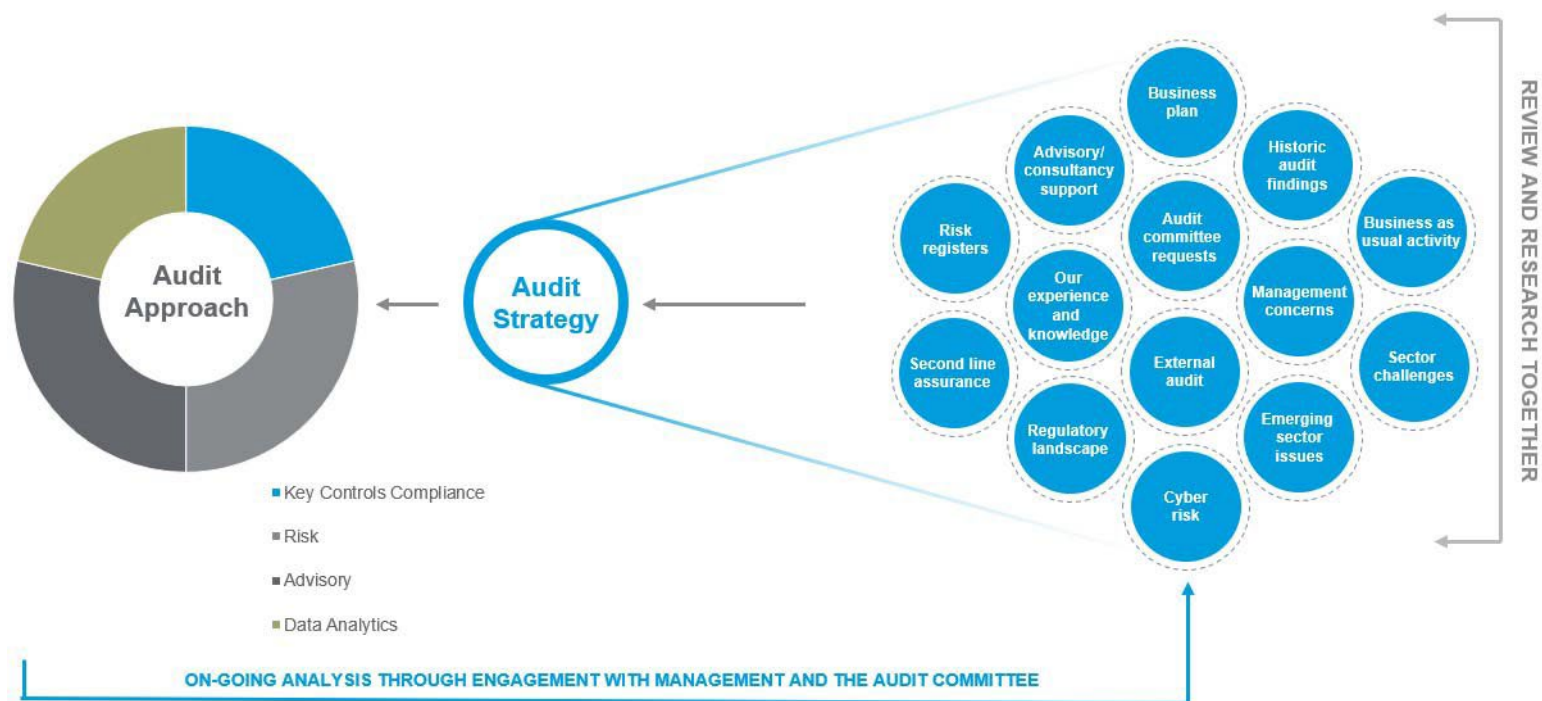 Audit
Approach
Key Controls Compliance
Risk
Advisory
Data Analytics
Audit
Strategy
Business
plan
Advisory/
consultancy
support
Historic
audit
findings
Risk
registers
Audit
committee
requests
Business as
usual activity
Our
experience
and
knowledge
Management
concerns
Second line
assurance
External
audit
Sector
challenges
Regulatory
landscape
Emerging
sector
issues
Cyber
risk
REVIEW AND RESEARCH TOGETHER
ON-GOING ANALYSIS THROUGH ENGAGEMENT WITH MANAGEMENT AND THE AUDIT COMMITTEE